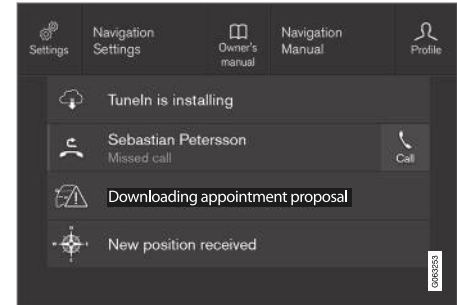 Settings
Navigation
Settings
Owner's
manual
Navigation
Manual
Profile
TuneIn is installing
Sebastian Petersson
Missed call
Call
Downloading appointment proposal
New position received
G063253